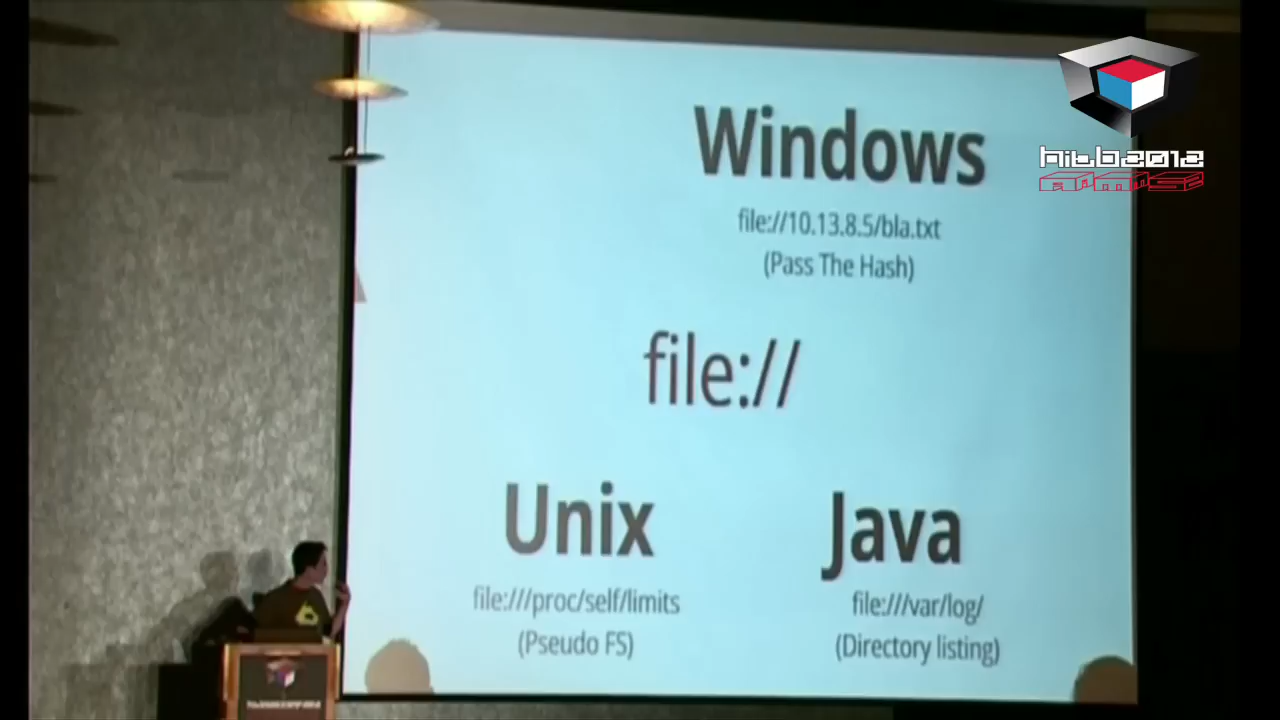 Windows
file://10.13.8.5/bla.txt
(Pass The Hash)
file://
Unix
file:///proc/self/limits
(Pseudo FS)
Java
file:///var/log/
(Directory listing)
hitb2012